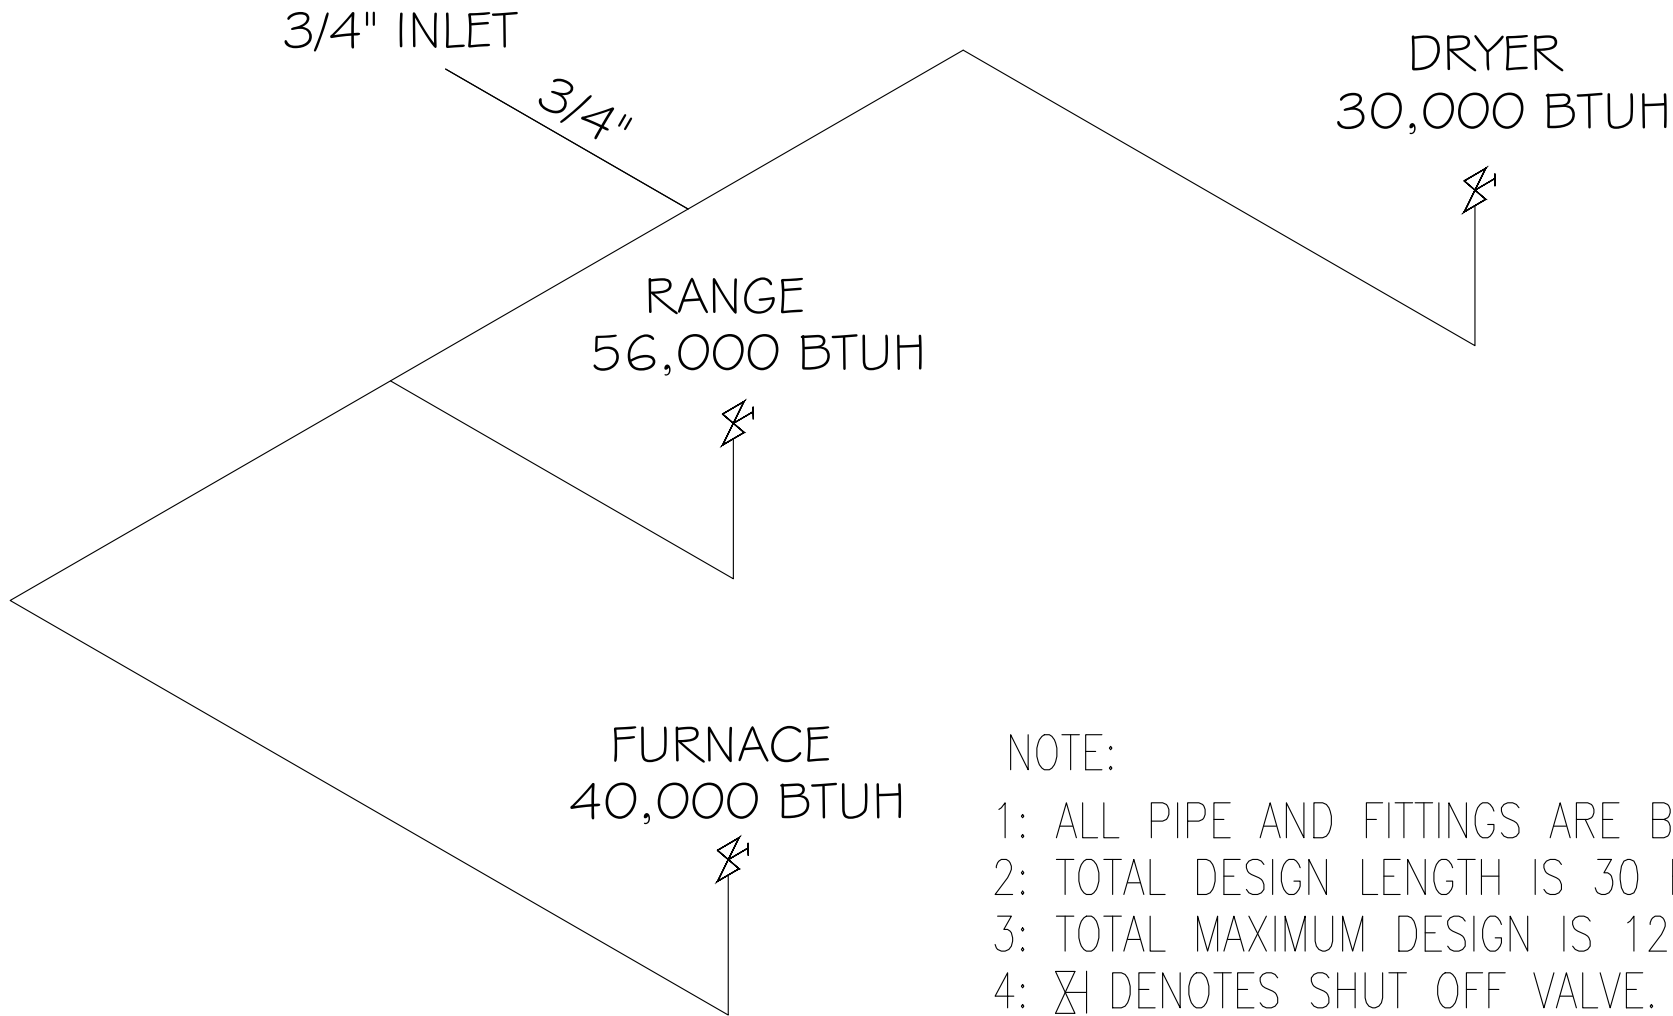 3/4" INLET
3/4"
DRYER
30,000 BTUH
RANGE
56,000 BTUH
FURNACE
40,000 BTUH
NOTE:
1: ALL PIPE AND FITTINGS ARE
2: TOTAL DESIGN LENGTH IS 30
3: TOTAL MAXIMUM DESIGN IS 12
4: DENOTES SHUT OFF VALVE.